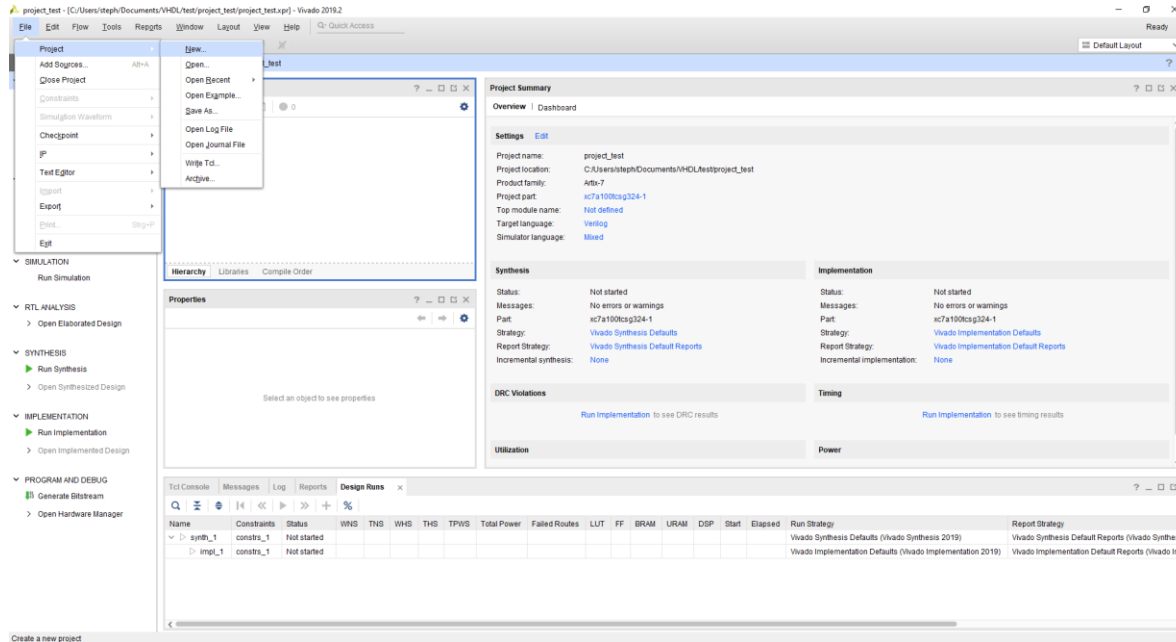 project_test - [C:/Users/steph/Documents/VHDL/test/project_test/project_test.xpr] - Vivado 2019.2
File Edit Flow Tools Reports Window Layout View Help Q- Quick Access Ready
Project New... Default Layout
Add Sources... Alt+A Open... t_test ?
Close Project Open Recent ? Project Summary ?
Constraints Open Example... 0 Overview | Dashboard
Simulation Waveform Save As...
Checkpoint Open Log File Settings Edit
IP Open Journal File Project name: project_test
Text Editor Write Tcl... Project location: C:/Users/steph/Documents/VHDL/test/project_test
Import Archive... Product family: Artix-7
Export Project part: xc7a100tcsg324-1
Print... Strg+P Top module name: Not defined
Exit Target language: Verilog
Simulator language: Mixed
SIMULATION Hierarchy Libraries Compile Order Synthesis Implementation
Run Simulation
RTL ANALYSIS Properties ? Status: Not started Status: Not started
Open Elaborated Design Messages: No errors or warnings Messages: No errors or warnings
Part: xc7a100tcsg324-1 Part: xc7a100tcsg324-1
Strategy: Vivado Synthesis Defaults Strategy: Vivado Implementation Defaults
SYNTHESIS Report Strategy: Vivado Synthesis Default Reports Report Strategy: Vivado Implementation Default Reports
Run Synthesis Incremental synthesis: None Incremental implementation: None
Open Synthesized Design Select an object to see properties DRC Violations Timing
IMPLEMENTATION Run Implementation to see DRC results Run Implementation to see timing results
Run Implementation
Open Implemented Design Utilization Power
PROGRAM AND DEBUG Tcl Console Messages Log Reports Design Runs × ?
Generate Bitstream %
Open Hardware Manager Name Constraints Status WNS TNS WHS THS TPWS Total Power Failed Routes LUT FF BRAM URAM DSP Start Elapsed Run Strategy Report Strategy
synth_1 constrs_1 Not started Vivado Synthesis Defaults (Vivado Synthesis 2019) Vivado Synthesis Default Reports (Vivado Synthe
impl_1 constrs_1 Not started Vivado Implementation Defaults (Vivado Implementation 2019) Vivado Implementation Default Reports (Vivado I
Create a new project